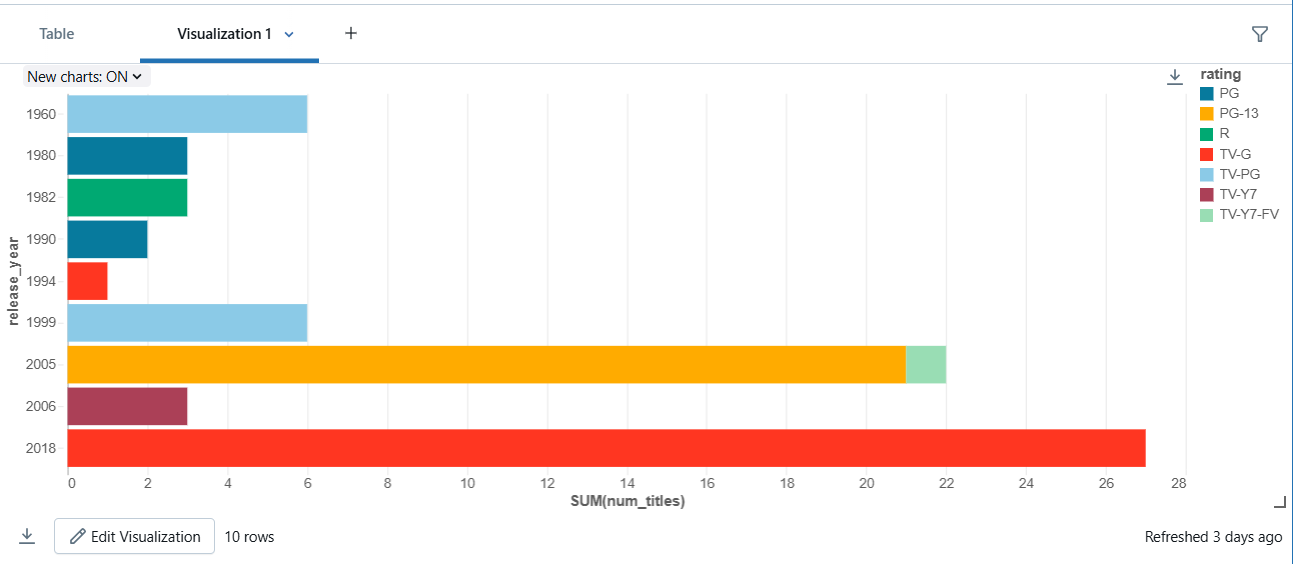 Table
Visualization 1
+
New charts: ON
rating
PG
PG-13
R
TV-G
TV-PG
TV-Y7
TV-Y7-FV
release_year
1960
1980
1982
1990
1994
1999
2005
2006
2018
0 2 4 6 8 10 12 14 16 18 20 22 24 26 28
SUM(num_titles)
Edit Visualization 10 rows
Refreshed 3 days ago